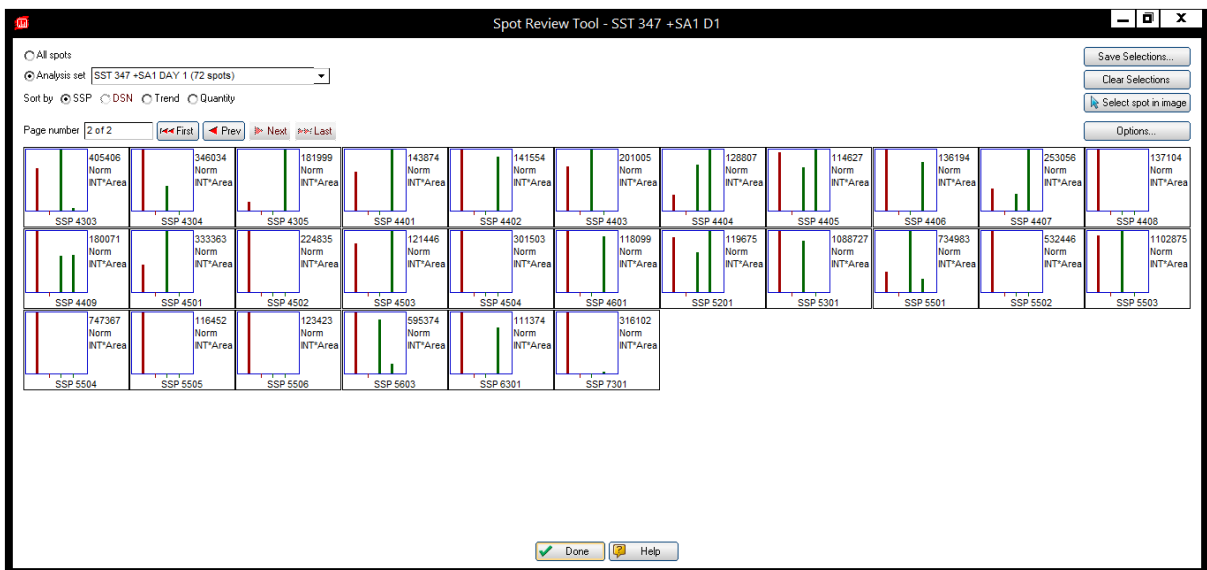 Spot Review Tool - SST 347 +SA1 D1
All spots
Analysis set SST 347 +SA1 DAY 1 (72 spots)
Sort by SSP DSN Trend Quantity
Page number 2 of 2 First Prev Next Last
Save Selections...
Clear Selections
Select spot in image
Options...
405406 346034 181999 143874 141554 201005 128807 114627 136194 253056 137104
Norm Norm Norm Norm Norm Norm Norm Norm Norm Norm Norm
INT*Area INT*Area INT*Area INT*Area INT*Area INT*Area INT*Area INT*Area INT*Area INT*Area INT*Area
SSP 4303 SSP 4304 SSP 4305 SSP 4401 SSP 4402 SSP 4403 SSP 4404 SSP 4405 SSP 4406 SSP 4407 SSP 4408
180071 333363 224835 121446 301503 118099 119675 1088727 734983 532446 1102875
Norm Norm Norm Norm Norm Norm Norm Norm Norm Norm Norm
INT*Area INT*Area INT*Area INT*Area INT*Area INT*Area INT*Area INT*Area INT*Area INT*Area INT*Area
SSP 4409 SSP 4501 SSP 4502 SSP 4503 SSP 4504 SSP 4601 SSP 5201 SSP 5301 SSP 5501 SSP 5502 SSP 5503
747367 116452 123423 595374 111374 316102
Norm Norm Norm Norm Norm Norm
INT*Area INT*Area INT*Area INT*Area INT*Area INT*Area
SSP 5504 SSP 5505 SSP 5506 SSP 5603 SSP 6301 SSP 7301
Done Help